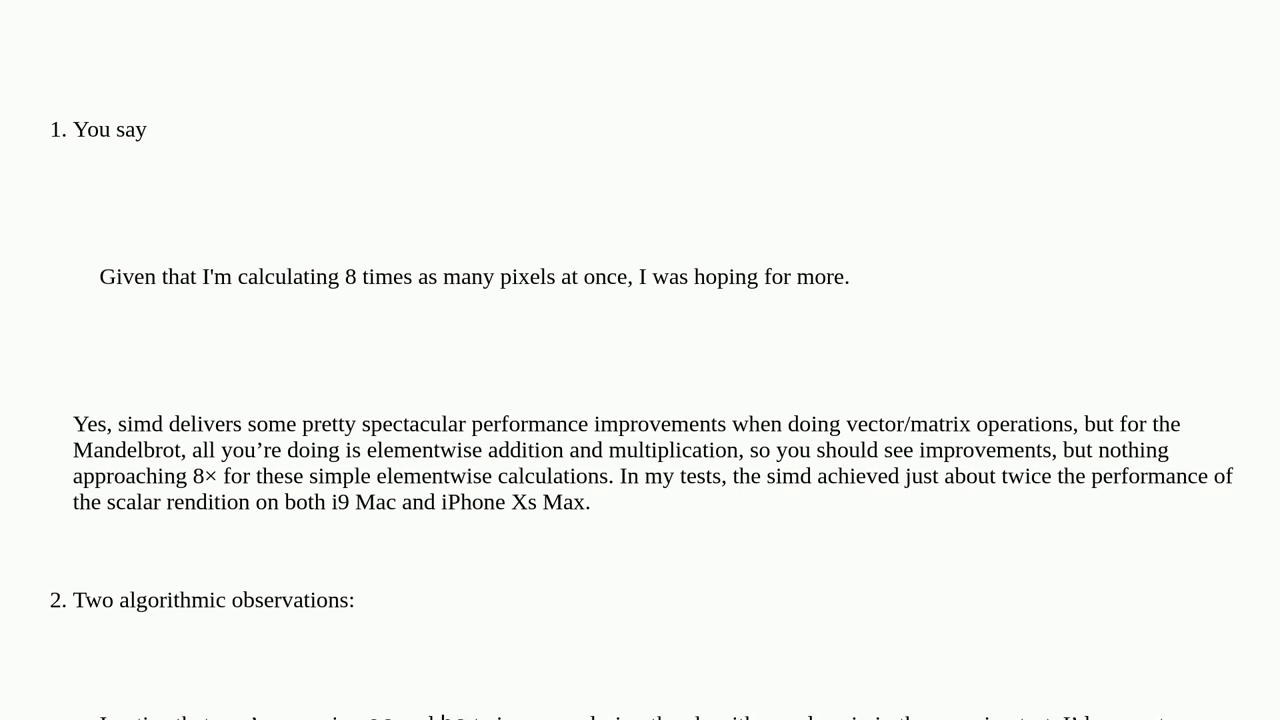 1. You say
Given that I'm calculating 8 times as many pixels at once, I was hoping for more.
Yes, simd delivers some pretty spectacular performance improvements when doing vector/matrix operations, but for the
Mandelbrot, all you’re doing is elementwise addition and multiplication, so you should see improvements, but nothing
approaching 8× for these simple elementwise calculations. In my tests, the simd achieved just about twice the performance of
the scalar rendition on both i9 Mac and iPhone Xs Max.
2. Two algorithmic observations: